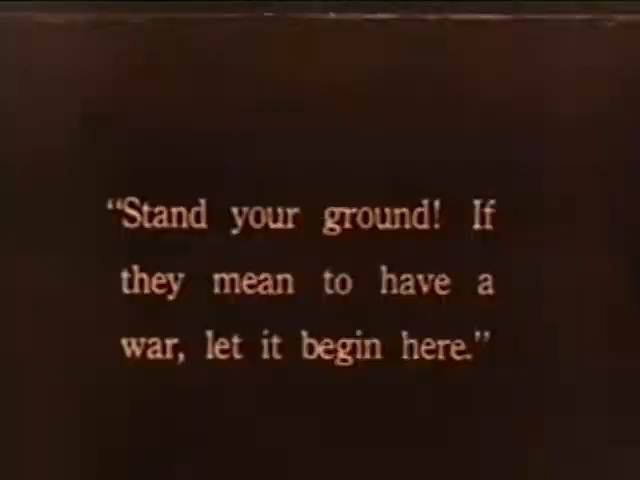 “Stand your ground! If
they mean to have a
war, let it begin here.”